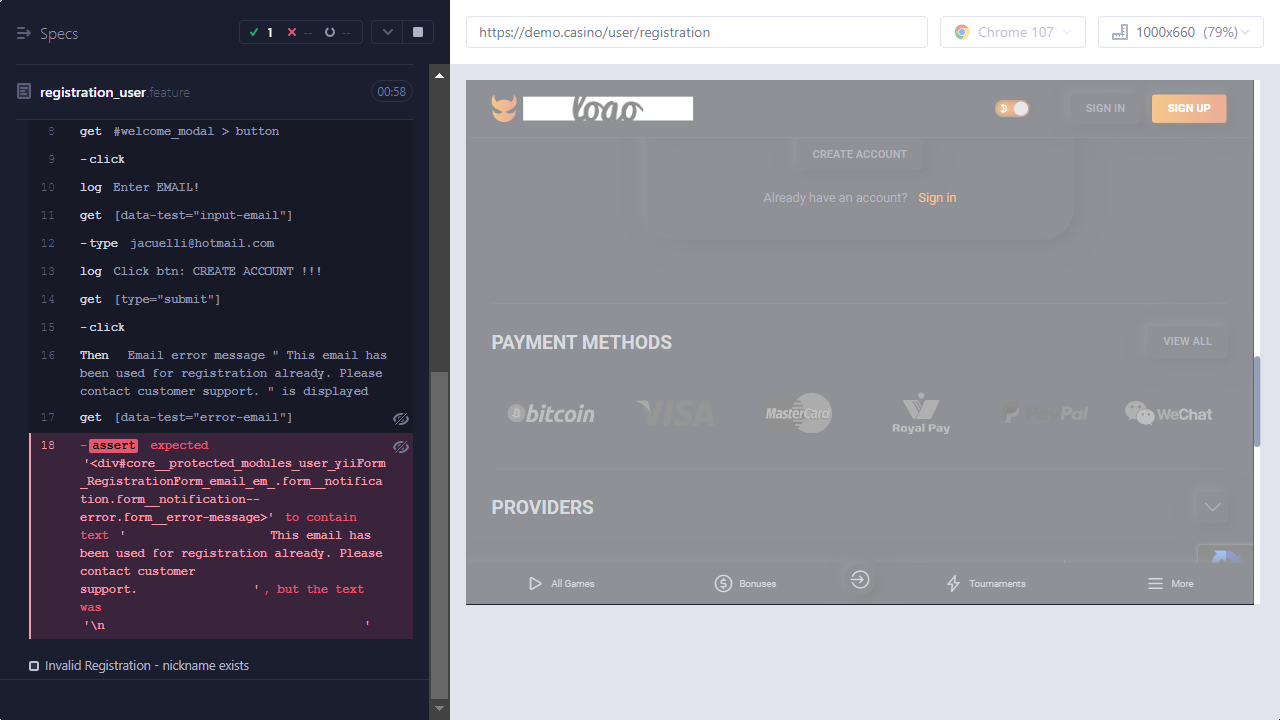 Specs
1
--
--
https://demo.casino/user/registration
Chrome 107
1000x660 (79%)
registration_user.feature
00:58
8 get #welcome_modal > button
9 -click
10 log Enter EMAIL!
11 get [data-test="input-email"]
12 -type jacuelli@hotmail.com
13 log Click btn: CREATE ACCOUNT !!!
14 get [type="submit"]
15 -click
16 Then Email error message " This email has
been used for registration already. Please
contact customer support. " is displayed
17 get [data-test="error-email"]
18 -assert expected
'<div#core__protected_modules_user_yiiForm
_RegistrationForm_email_em_.form__notifica
tion.form__notification--
error.form__error-message>' to contain
text ' This email has
been used for registration already. Please
contact customer
support. ', but the text
was
'\n '
Invalid Registration - nickname exists
logo
SIGN IN
SIGN UP
CREATE ACCOUNT
Already have an account? Sign in
PAYMENT METHODS
VIEW ALL
bitcoin
VISA
MasterCard
Royal Pay
PayPal
WeChat
PROVIDERS
All Games
Bonuses
Tournaments
More